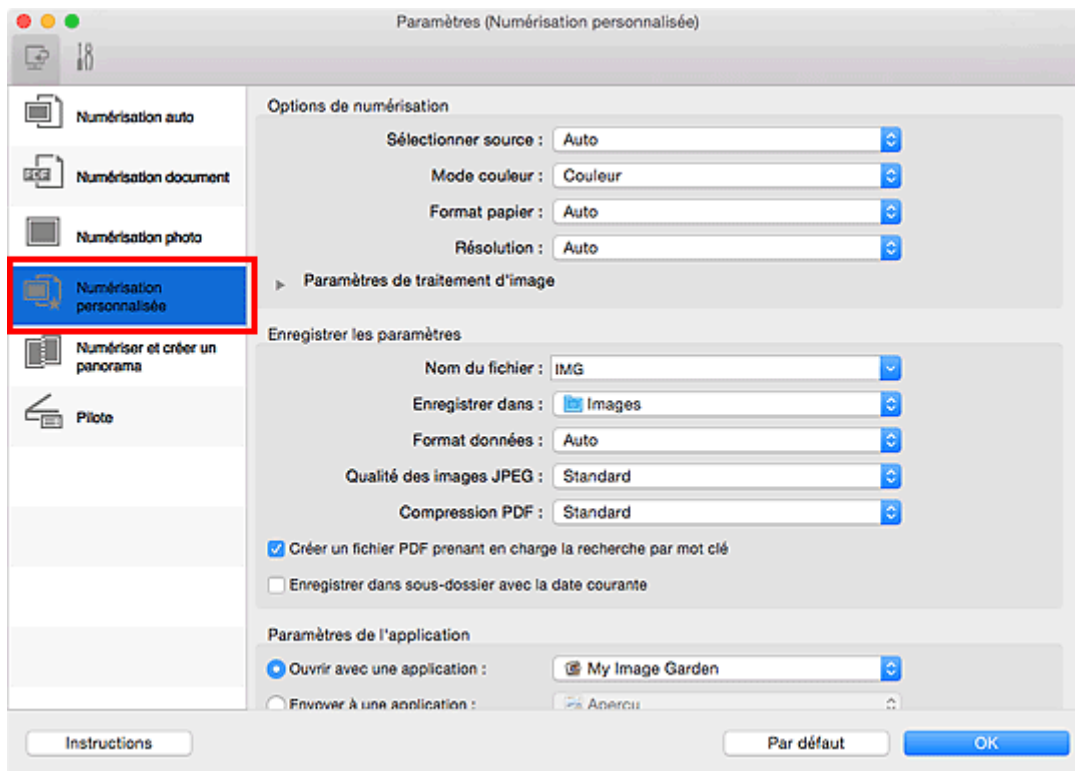 Paramètres (Numérisation personnalisée)
Numérisation auto
PDF
Numérisation document
Numérisation photo
Numérisation
personnalisée
Numériser et créer un
panorama
Pilote
Options de numérisation
Sélectionner source : Auto
Mode couleur : Couleur
Format papier : Auto
Résolution : Auto
Paramètres de traitement d'image
Enregistrer les paramètres
Nom du fichier : IMG
Enregistrer dans : Images
Format données : Auto
Qualité des images JPEG : Standard
Compression PDF : Standard
Créer un fichier PDF prenant en charge la recherche par mot clé
Enregistrer dans sous-dossier avec la date courante
Paramètres de l'application
Ouvrir avec une application : My Image Garden
Envoyer à une application : Aperçu
Instructions
Par défaut
OK